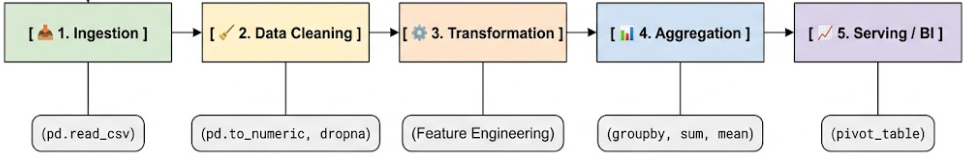 [ 📥 1. Ingestion ]
[ 🧹 2. Data Cleaning ]
[ ⚙️ 3. Transformation ]
[ 📊 4. Aggregation ]
[ 📈 5. Serving / BI ]
(pd.read_csv)
(pd.to_numeric, dropna)
(Feature Engineering)
(groupby, sum, mean)
(pivot_table)